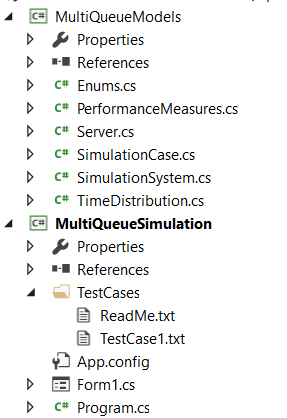 C# MultiQueueModels
Properties
References
C# Enums.cs
C# PerformanceMeasures.cs
C# Server.cs
C# SimulationCase.cs
C# SimulationSystem.cs
C# TimeDistribution.cs
C# MultiQueueSimulation
Properties
References
TestCases
ReadMe.txt
TestCase1.txt
App.config
Form1.cs
C# Program.cs